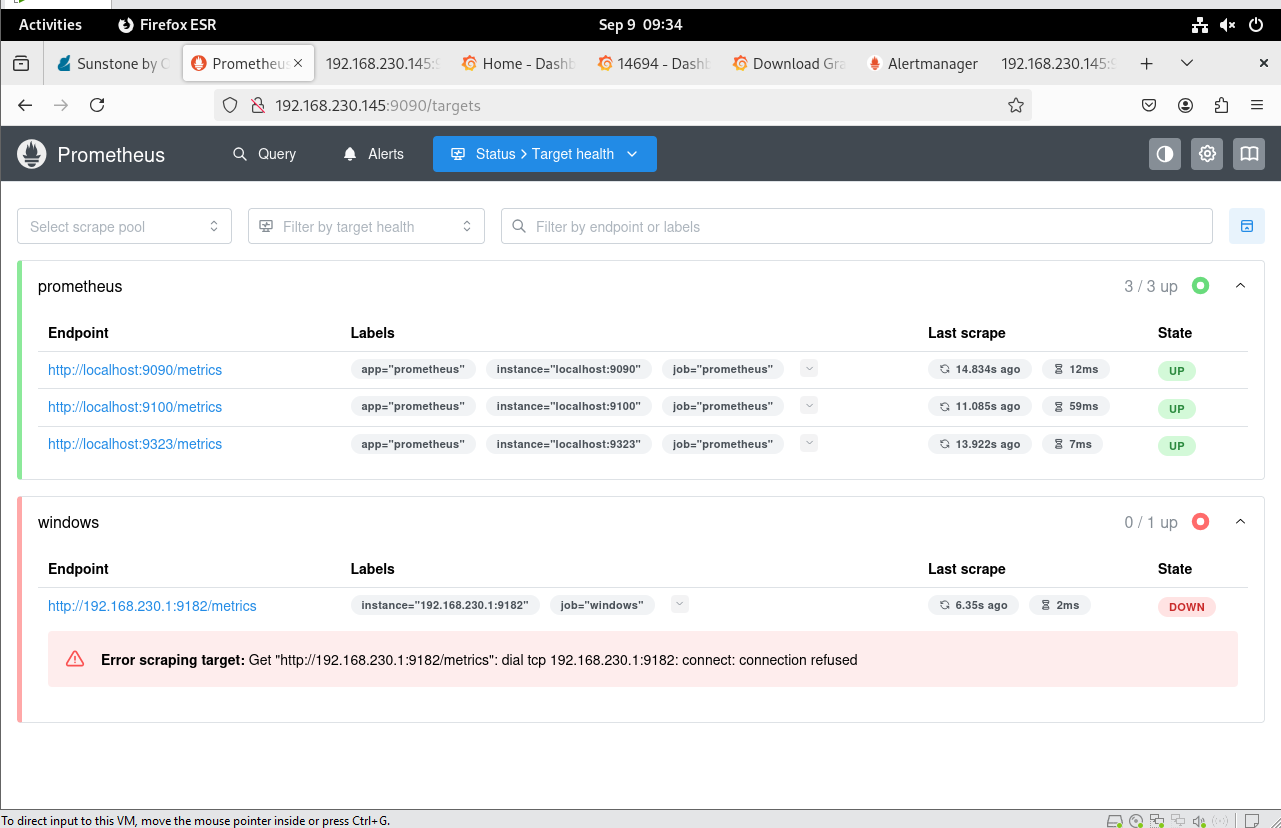 Activities Firefox ESR Sep 9 09:34
Sunstone by Prometheus 192.168.230.145: Home - Dashb 14694 - Dashb Download Gra Alertmanager 192.168.230.145:
192.168.230.145:9090/targets
Prometheus Query Alerts Status > Target health
Select scrape pool Filter by target health Filter by endpoint or labels
prometheus 3 / 3 up
Endpoint Labels Last scrape State
http://localhost:9090/metrics app="prometheus" instance="localhost:9090" job="prometheus" 14.834s ago 12ms UP
http://localhost:9100/metrics app="prometheus" instance="localhost:9100" job="prometheus" 11.085s ago 59ms UP
http://localhost:9323/metrics app="prometheus" instance="localhost:9323" job="prometheus" 13.922s ago 7ms UP
windows 0 / 1 up
Endpoint Labels Last scrape State
http://192.168.230.1:9182/metrics instance="192.168.230.1:9182" job="windows" 6.35s ago 2ms DOWN
Error scraping target: Get "http://192.168.230.1:9182/metrics": dial tcp 192.168.230.1:9182: connect: connection refused
To direct input to this VM, move the mouse pointer inside or press Ctrl+G.